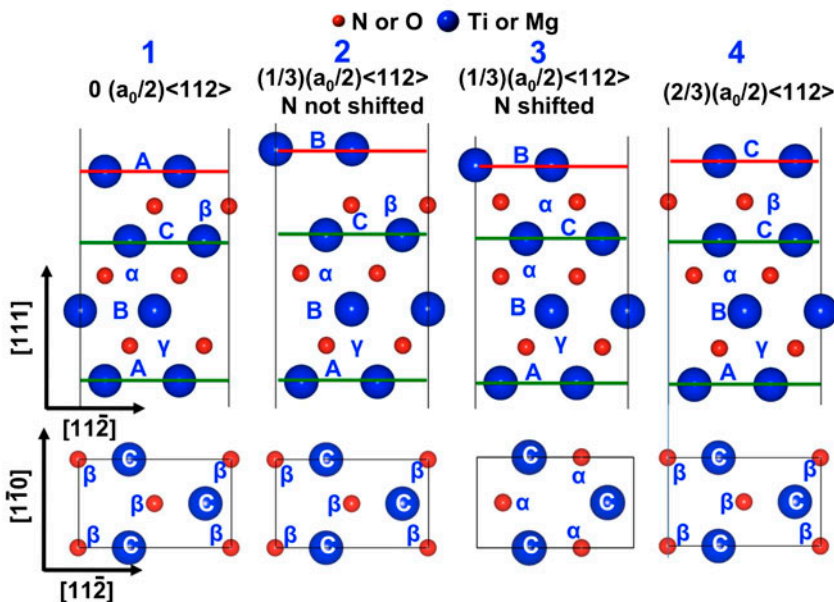 N or O Ti or Mg
1 2 3 4
0 (a₀/2)<112> (1/3)(a₀/2)<112> (1/3)(a₀/2)<112> (2/3)(a₀/2)<112>
N not shifted N shifted
A B B C
β β α β
C C C C
α α α α
B B B B
γ γ γ γ
A A A A
[111]
[112̄]
C C C
β β β β α β β
β C β C α C β C
β β β β α β β
C C C C
[11̄0]
[112̄]